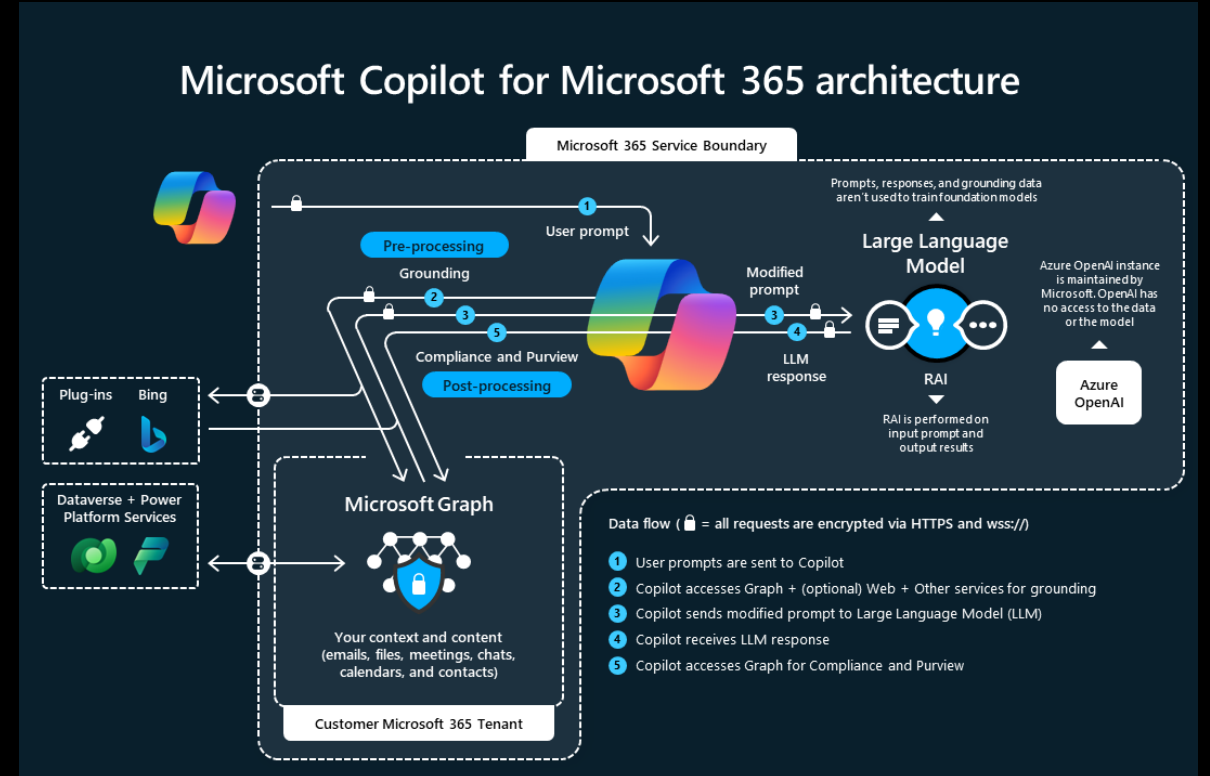 Microsoft Copilot for Microsoft 365 architecture
Microsoft 365 Service Boundary
1
User prompt
Pre-processing
Grounding
2
3
5
Compliance and Purview
Post-processing
Modified
prompt
3
4
LLM
response
Prompts, responses, and grounding data
aren't used to train foundation models
Large Language
Model
RAI
RAI is performed on
input prompt and
output results
Azure OpenAI instance
is maintained by
Microsoft. OpenAI has
no access to the data
or the model
Azure
OpenAI
Plug-ins
Bing
Dataverse + Power
Platform Services
Microsoft Graph
Your context and content
(emails, files, meetings, chats,
calendars, and contacts)
Customer Microsoft 365 Tenant
Data flow ( = all requests are encrypted via HTTPS and wss://)
1 User prompts are sent to Copilot
2 Copilot accesses Graph + (optional) Web + Other services for grounding
3 Copilot sends modified prompt to Large Language Model (LLM)
4 Copilot receives LLM response
5 Copilot accesses Graph for Compliance and Purview